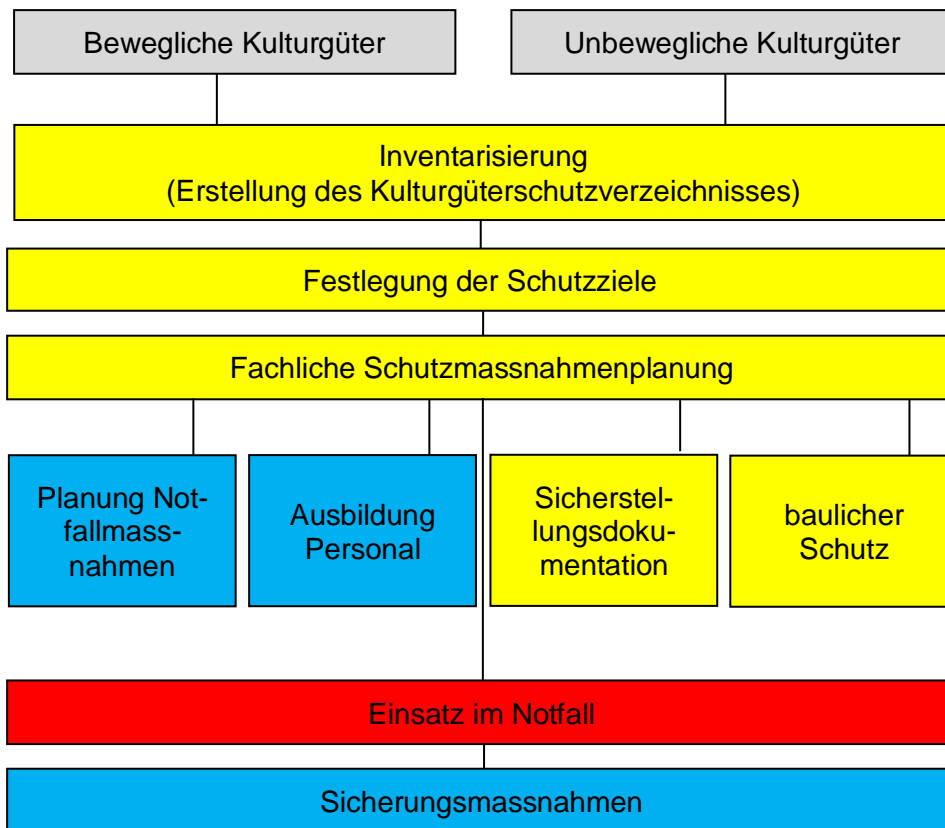 Bewegliche Kulturgüter
Unbewegliche Kulturgüter
Inventarisierung
(Erstellung des Kulturgüterschutzverzeichnisses)
Festlegung der Schutzziele
Fachliche Schutzmassnahmenplanung
Planung Not-
fallmass-
nahmen
Ausbildung
Personal
Sicherstel-
lungsdoku-
mentation
baulicher
Schutz
Einsatz im Notfall
Sicherungsmassnahmen